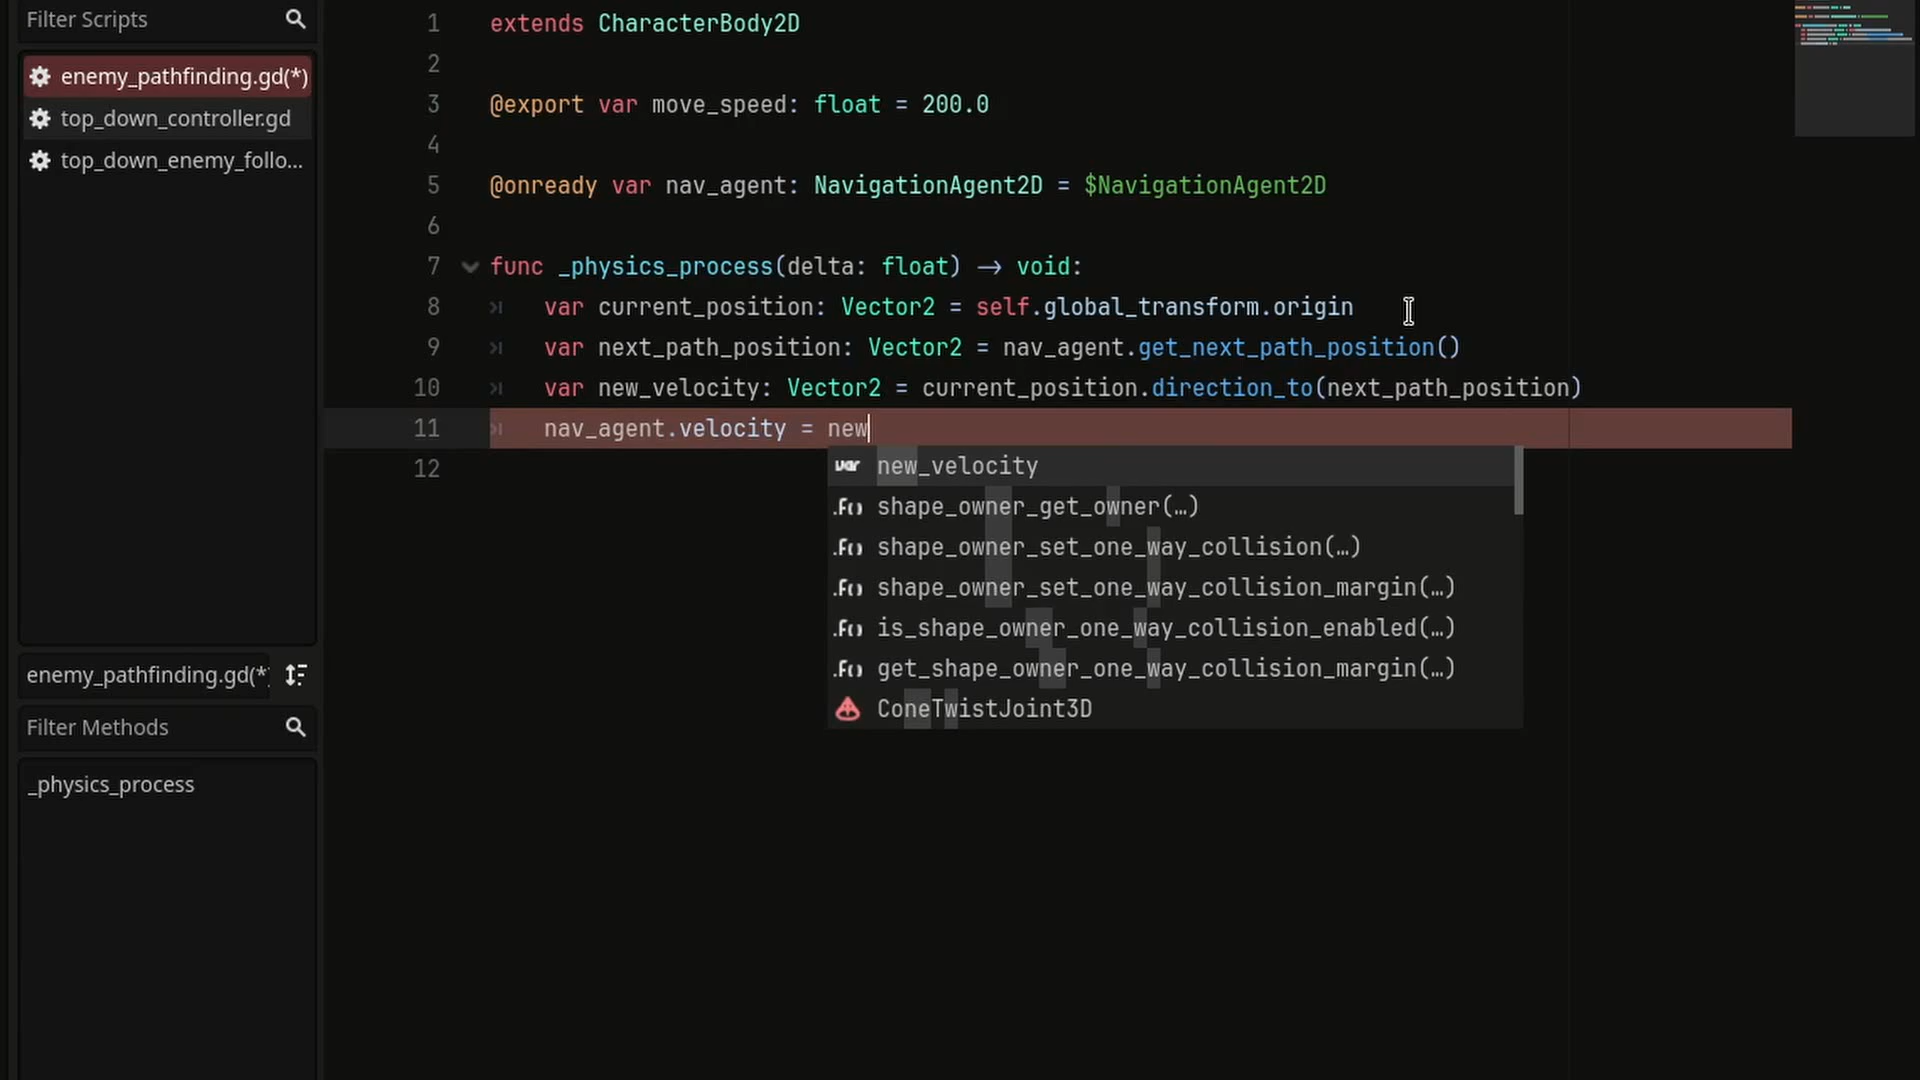 Filter Scripts
enemy_pathfinding.gd(*)
top_down_controller.gd
top_down_enemy_follo...
enemy_pathfinding.gd(*
Filter Methods
_physics_process
1 extends CharacterBody2D
2
3 @export var move_speed: float = 200.0
4
5 @onready var nav_agent: NavigationAgent2D = $NavigationAgent2D
6
7 func _physics_process(delta: float) → void:
8 var current_position: Vector2 = self.global_transform.origin
9 var next_path_position: Vector2 = nav_agent.get_next_path_position()
10 var new_velocity: Vector2 = current_position.direction_to(next_path_position)
11 nav_agent.velocity = new
12
var new_velocity
.F() shape_owner_get_owner(…)
.F() shape_owner_set_one_way_collision(…)
.F() shape_owner_set_one_way_collision_margin(…)
.F() is_shape_owner_one_way_collision_enabled(…)
.F() get_shape_owner_one_way_collision_margin(…)
ConeTwistJoint3D